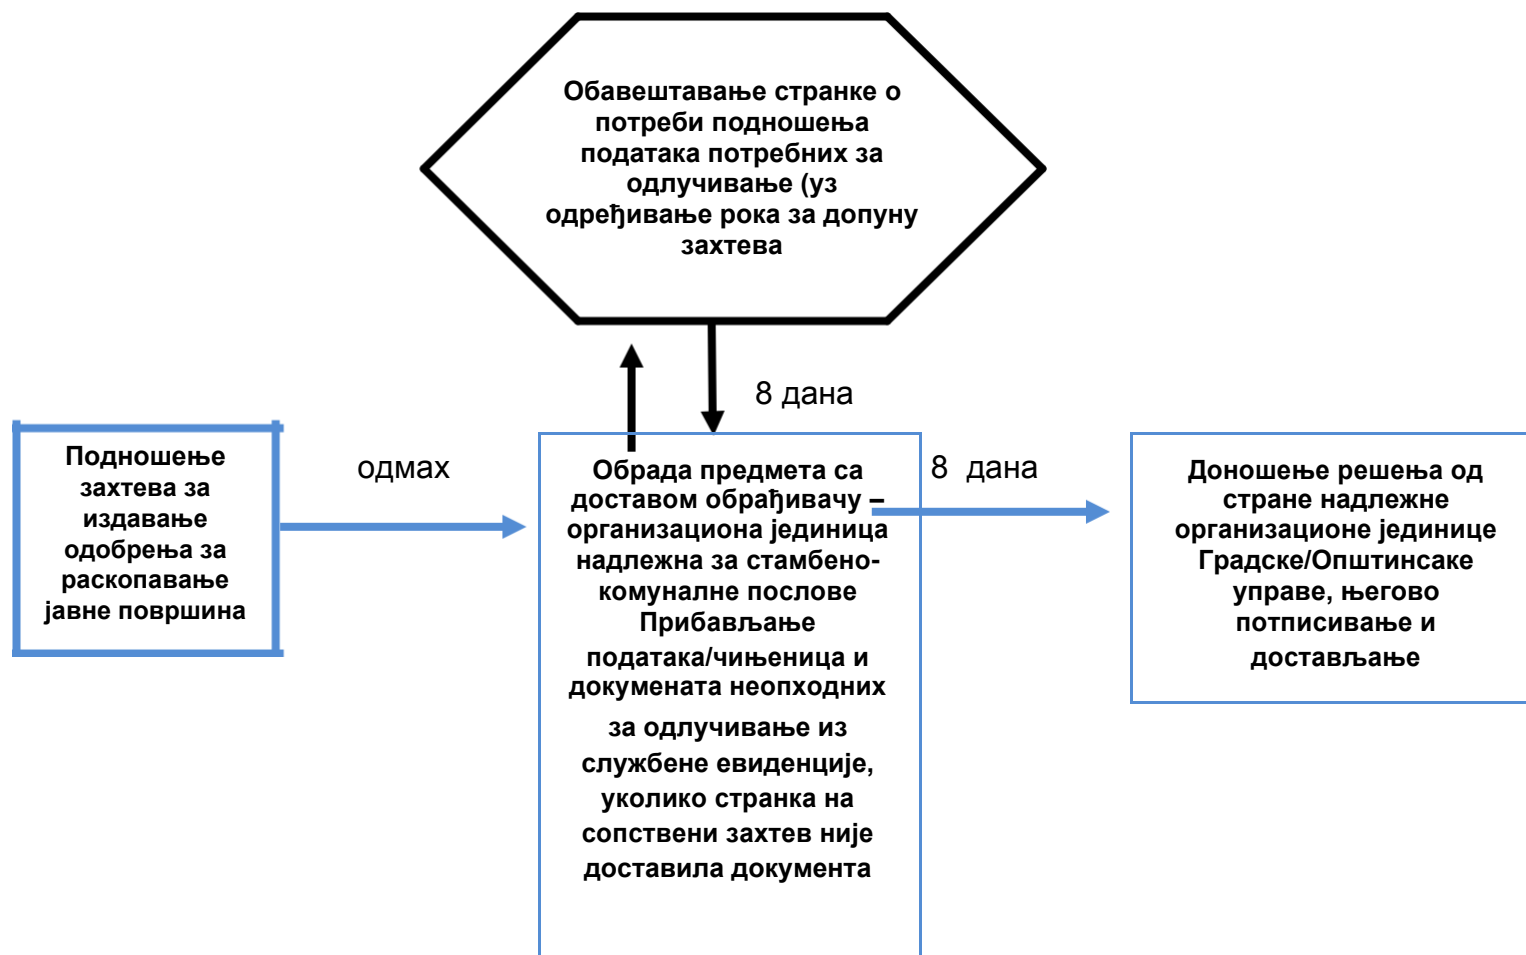 Обавештавање странке о
потреби подношења
података потребних за
одлучивање (уз
одређивање рока за допуну
захтева
8 дана
Подношење
захтева за
издавање
одобрења за
раскопавање
јавне површина
одмах
Обрада предмета са
доставом обрађивачу –
организациона јединица
надлежна за стамбено-
комуналне послове
Прибављање
података/чињеница и
докумената неопходних
за одлучивање из
службене евиденције,
уколико странка на
сопствени захтев није
доставила документа
8 дана
Доношење решења од
стране надлежне
организационе јединице
Градске/Општинсаке
управе, његово
потписивање и
достављање